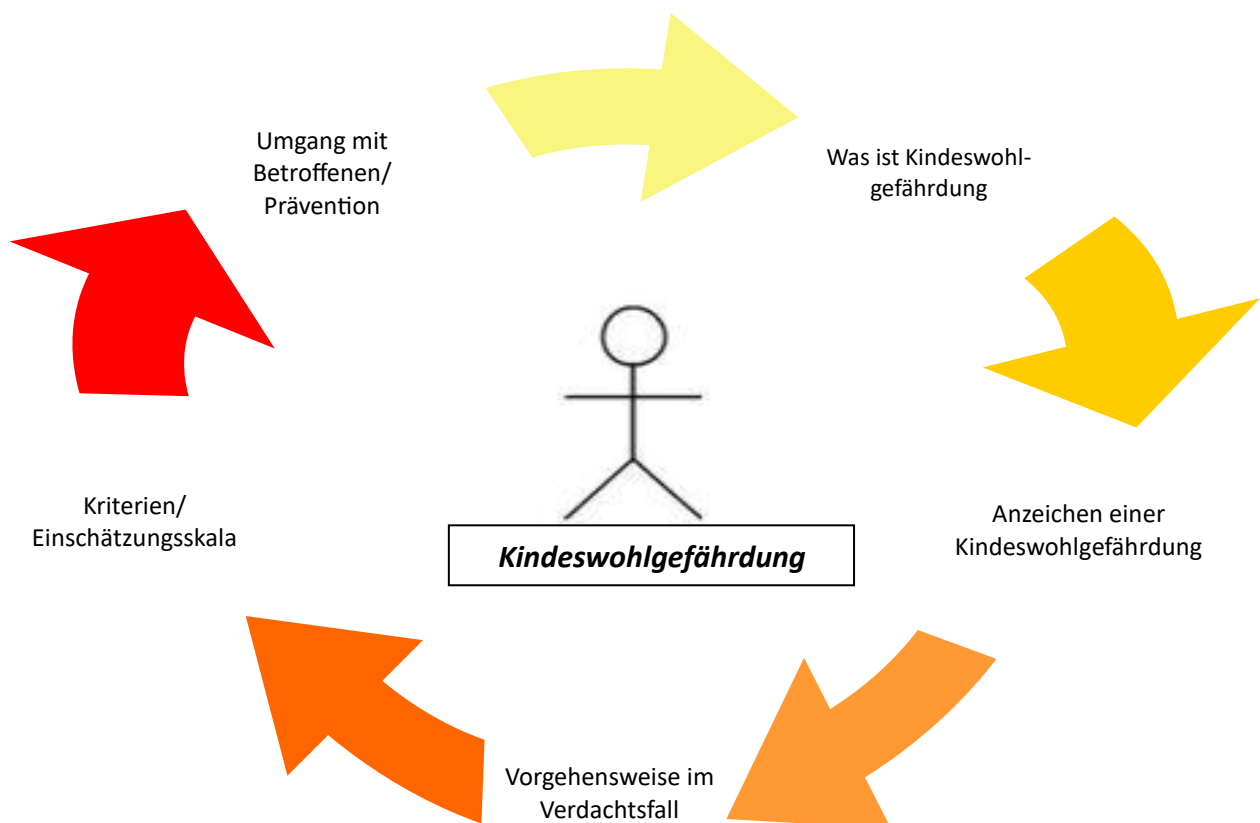 Umgang mit
Betroffenen/
Prävention
Was ist Kindeswohl-
gefährdung
Anzeichen einer
Kindeswohlgefährdung
Vorgehensweise im
Verdachtsfall
Kriterien/
Einschätzungsskala
Kindeswohlgefährdung